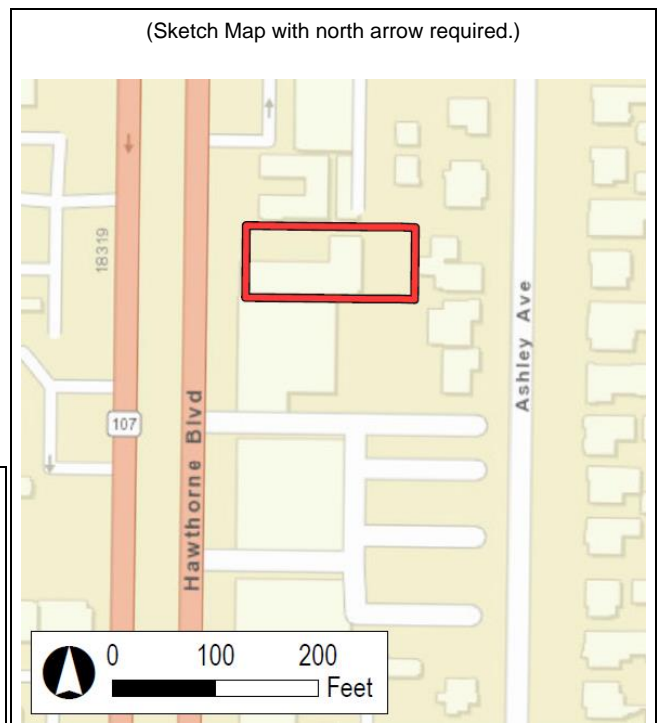 (Sketch Map with north arrow required.)
18319
107
Hawthorne Blvd
Ashley Ave
0 100 200
Feet